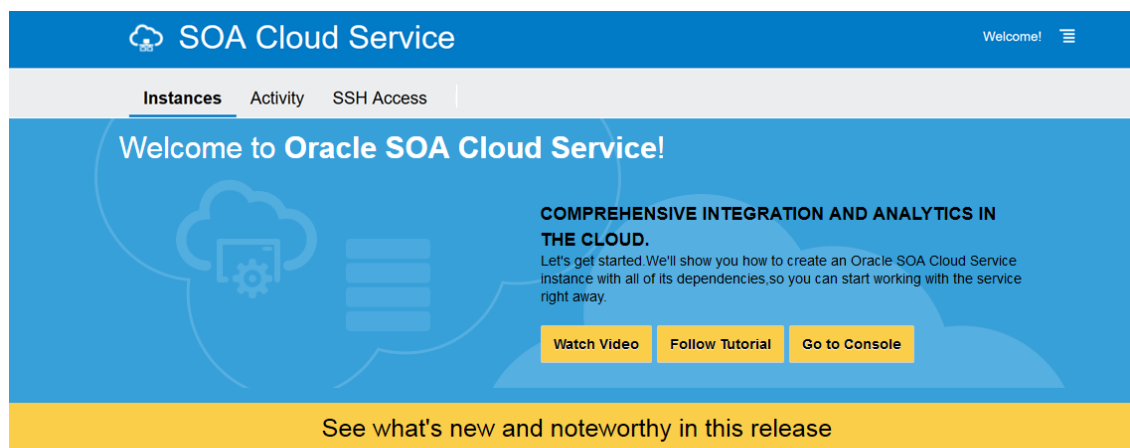 SOA Cloud Service
Welcome!
Instances Activity SSH Access
Welcome to Oracle SOA Cloud Service!
COMPREHENSIVE INTEGRATION AND ANALYTICS IN
THE CLOUD.
Let's get started.We'll show you how to create an Oracle SOA Cloud Service
instance with all of its dependencies,so you can start working with the service
right away.
Watch Video Follow Tutorial Go to Console
See what's new and noteworthy in this release